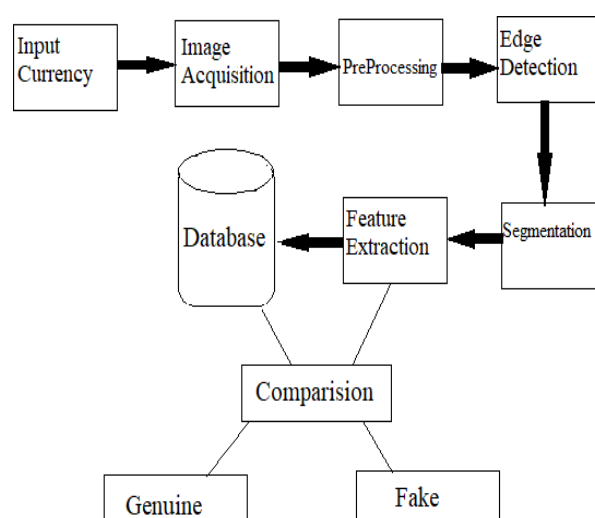 Input
Currency
Image
Acquisition
PreProcessing
Edge
Detection
Segmentation
Feature
Extraction
Database
Comparision
Genuine
Fake